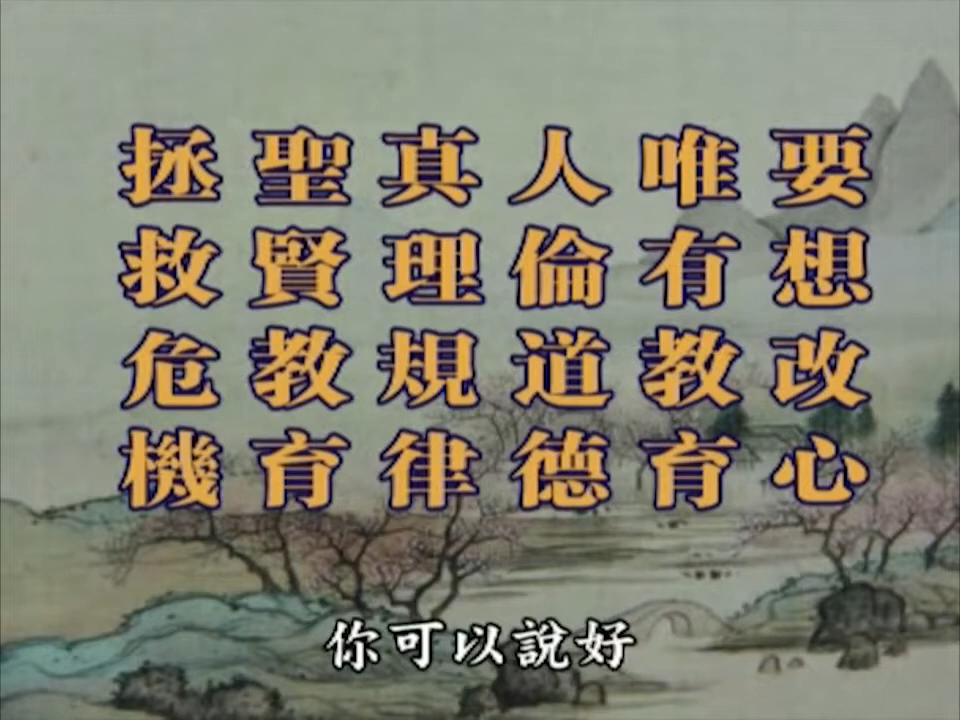 要想改心
唯有教育
人倫道德
真理規律
聖賢教育
拯救危機
你可以說好